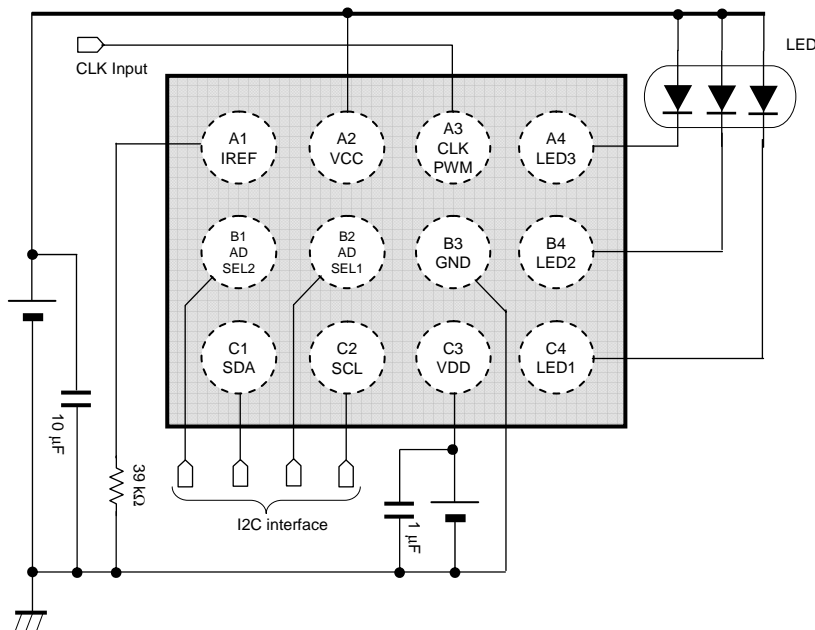 LED
CLK Input
A1
IREF
A2
VCC
A3
CLK
PWM
A4
LED3
B1
AD
SEL2
B2
AD
SEL1
B3
GND
B4
LED2
C1
SDA
C2
SCL
C3
VDD
C4
LED1
10 μF
39 kΩ
I2C interface
1 μF